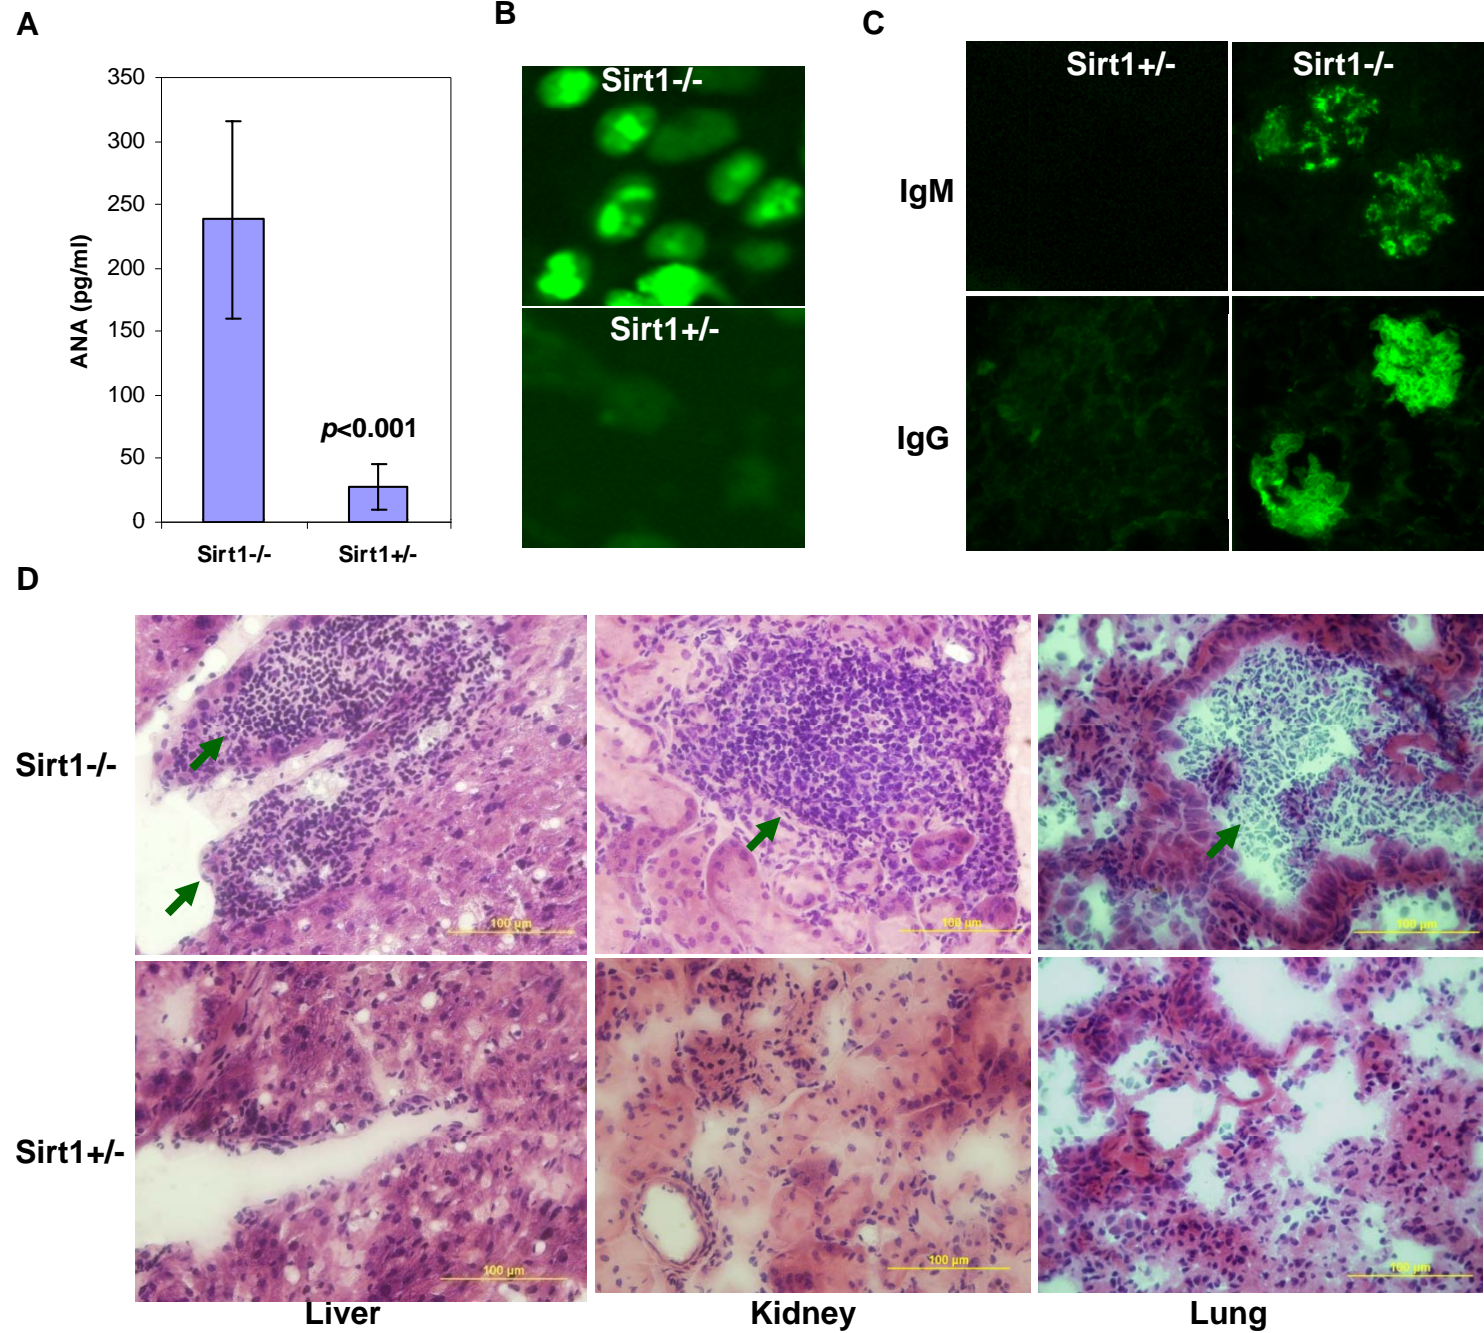 A
B
C
350
300
250
200
150
100
50
0
ANA (pg/ml)
p<0.001
Sirt1-/-
Sirt1+/-
Sirt1-/-
Sirt1+/-
Sirt1+/-
Sirt1-/-
IgM
IgG
D
Sirt1-/-
100 µm
100 µm
100 µm
Sirt1+/-
100 µm
100 µm
100 µm
Liver
Kidney
Lung